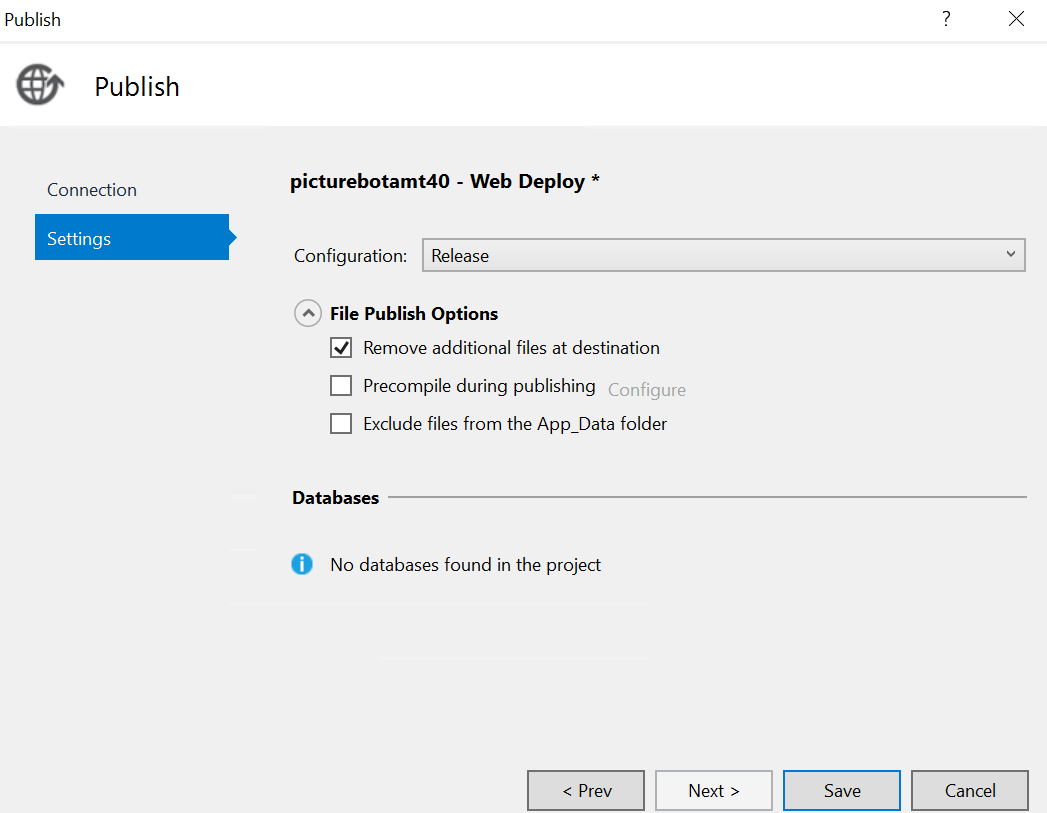 Publish
?
Publish
Connection
Settings
picturebotamt40 - Web Deploy *
Configuration: Release
File Publish Options
Remove additional files at destination
Precompile during publishing Configure
Exclude files from the App_Data folder
Databases
No databases found in the project
< Prev Next > Save Cancel